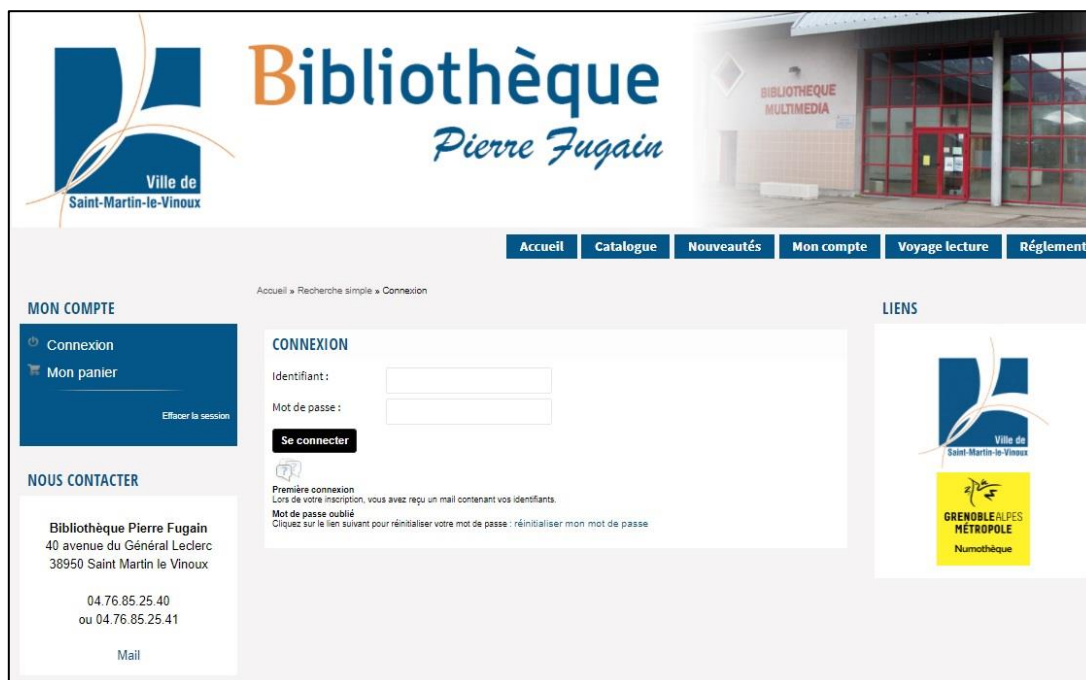 Ville de
Saint-Martin-le-Vinoux
Bibliothèque
Pierre Fugain
BIBLIOTHEQUE
MULTIMEDIA
Accueil
Catalogue
Nouveautés
Mon compte
Voyage lecture
Réglement
MON COMPTE
Connexion
Mon panier
Effacer la session
NOUS CONTACTER
Bibliothèque Pierre Fugain
40 avenue du Général Leclerc
38950 Saint Martin le Vinoux
04.76.85.25.40
ou 04.76.85.25.41
Mail
Accueil » Recherche simple » Connexion
CONNEXION
Identifiant :
Mot de passe :
Se connecter
Première connexion
Lors de votre inscription, vous avez reçu un mail contenant vos identifiants.
Mot de passe oublié
Cliquez sur le lien suivant pour réinitialiser votre mot de passe : réinitialiser mon mot de passe
LIENS
Ville de
Saint-Martin-le-Vinoux
GRENOBLEALPES
MÉTROPOLE
Numothèque